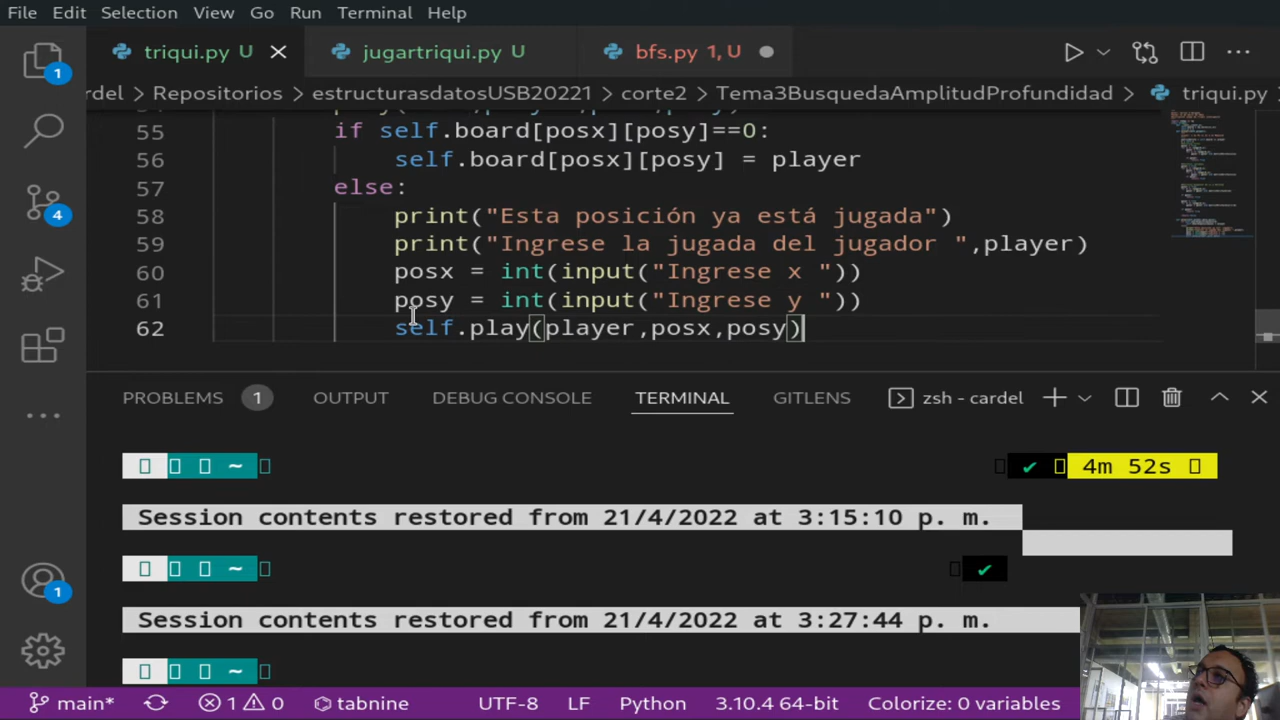 File Edit Selection View Go Run Terminal Help
1 triqui.py U jugartriqui.py U bfs.py 1, U
rdel > Repositorios > estructurasdatosUSB20221 > corte2 > Tema3BusquedaAmplitudProfundidad > triqui.py
55 if self.board[posx][posy]==0:
56 self.board[posx][posy] = player
57 else:
58 print("Esta posición ya está jugada")
59 print("Ingrese la jugada del jugador ",player)
60 posx = int(input("Ingrese x "))
61 posy = int(input("Ingrese y "))
62 self.play(player,posx,posy)
4
PROBLEMS 1 OUTPUT DEBUG CONSOLE TERMINAL GITLENS zsh - cardel
~ 4m 52s
Session contents restored from 21/4/2022 at 3:15:10 p. m.
~
Session contents restored from 21/4/2022 at 3:27:44 p. m.
~
1
main* 1 0 tabnine UTF-8 LF Python 3.10.4 64-bit Colorize: 0 variables